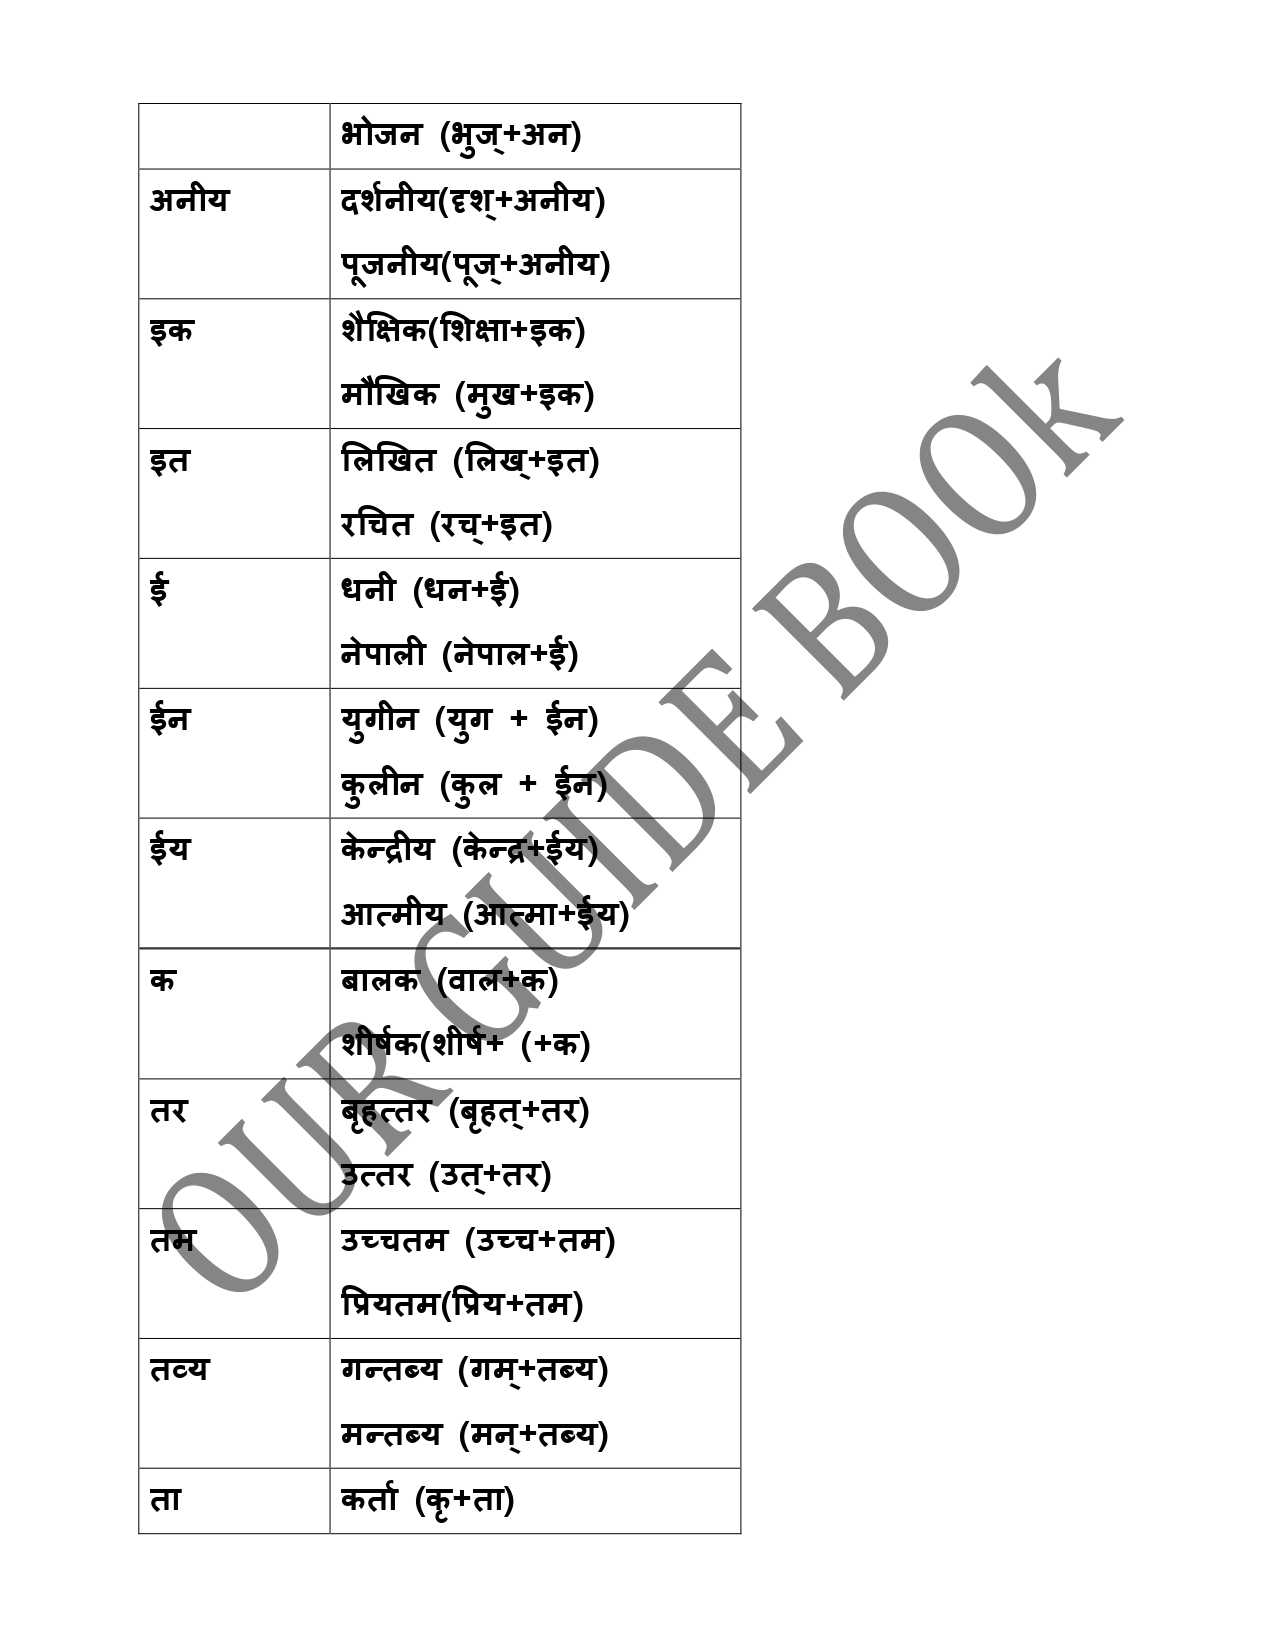 भोजन (भुज्+अन)
अनीय दर्शनीय(दृश्+अनीय)
पूजनीय(पूज्+अनीय)
इक शैक्षिक(शिक्षा+इक)
मौखिक (मुख+इक)
इत लिखित (लिख्+इत)
रचित (रच्+इत)
ई धनी (धन+ई)
नेपाली (नेपाल+ई)
ईन युगीन (युग + ईन)
कुलीन (कुल + ईन)
ईय केन्द्रीय (केन्द्र+ईय)
आत्मीय (आत्मा+ईय)
क बालक (वाल+क)
शीर्षक(शीर्ष+ (+क)
तर बृहत्तर (बृहत्+तर)
उत्तर (उत्+तर)
तम उच्चतम (उच्च+तम)
प्रियतम(प्रिय+तम)
तव्य गन्तब्य (गम्+तब्य)
मन्तब्य (मन्+तब्य)
ता कर्ता (कृ+ता)
OUR GUIDE BOOk